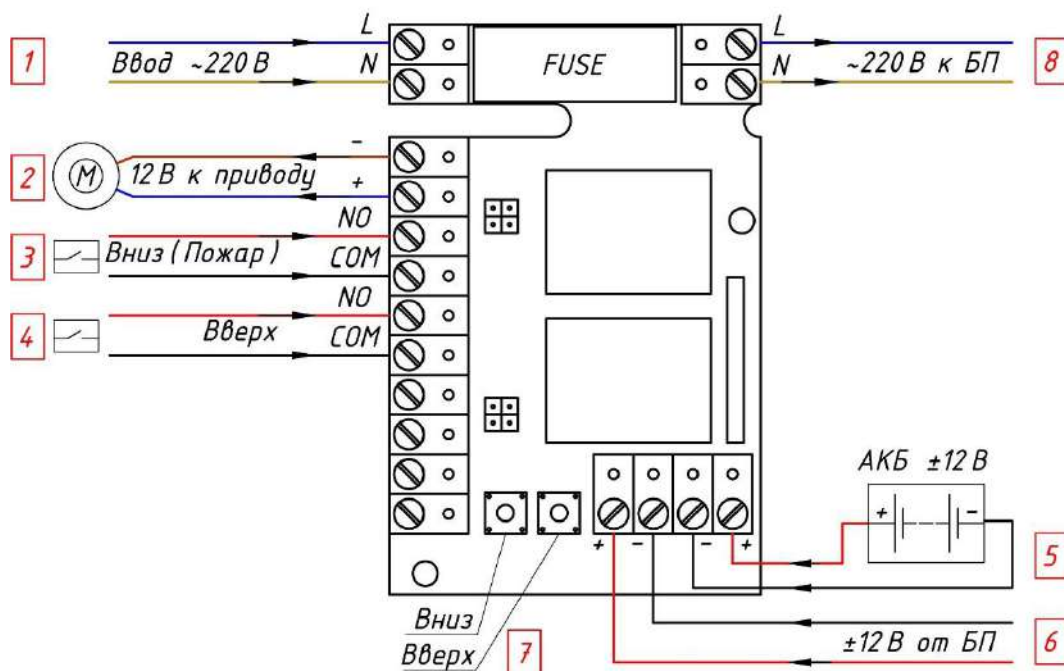 L
1
Ввод ~220 В
N
FUSE
L
N
~220 В к БП
8
2
M
-
12 В к приводу
+
3
NO
Вниз (Пожар)
COM
4
NO
Вверх
COM
АКБ ±12 В
+ -
5
+ - - +
Вниз
Вверх
7
±12 В от БП
6